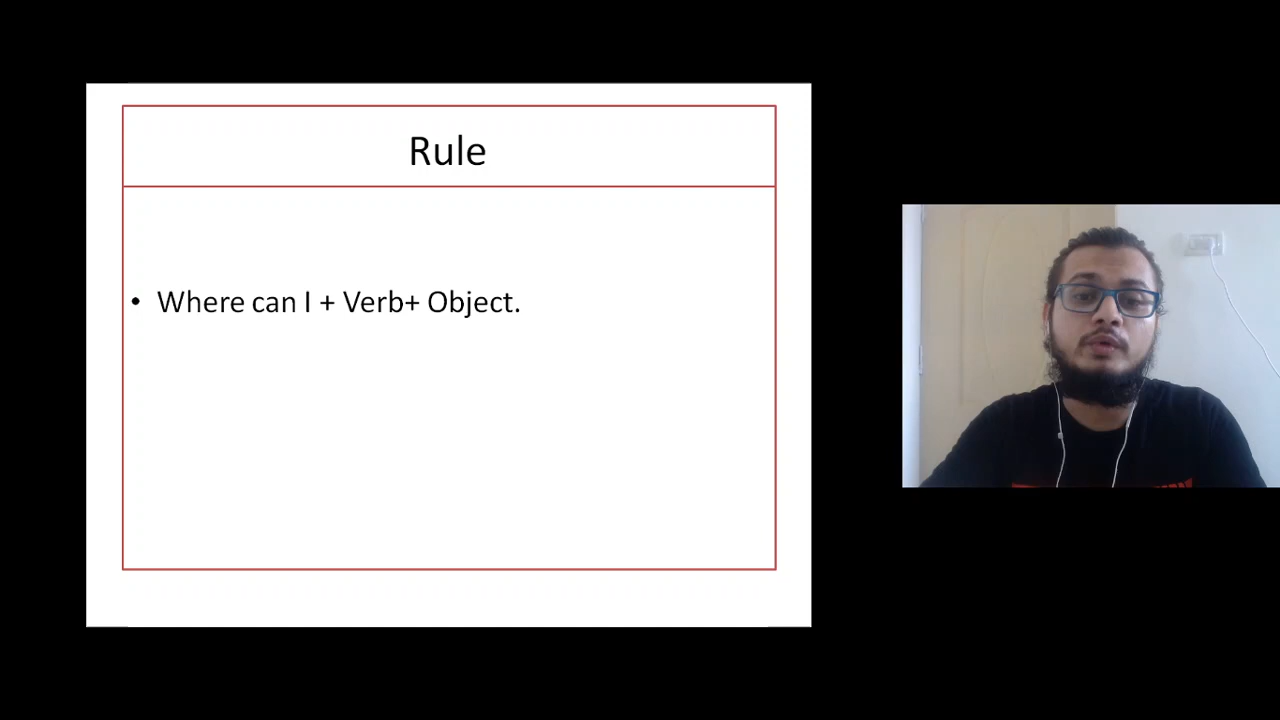 Rule
• Where can I + Verb+ Object.